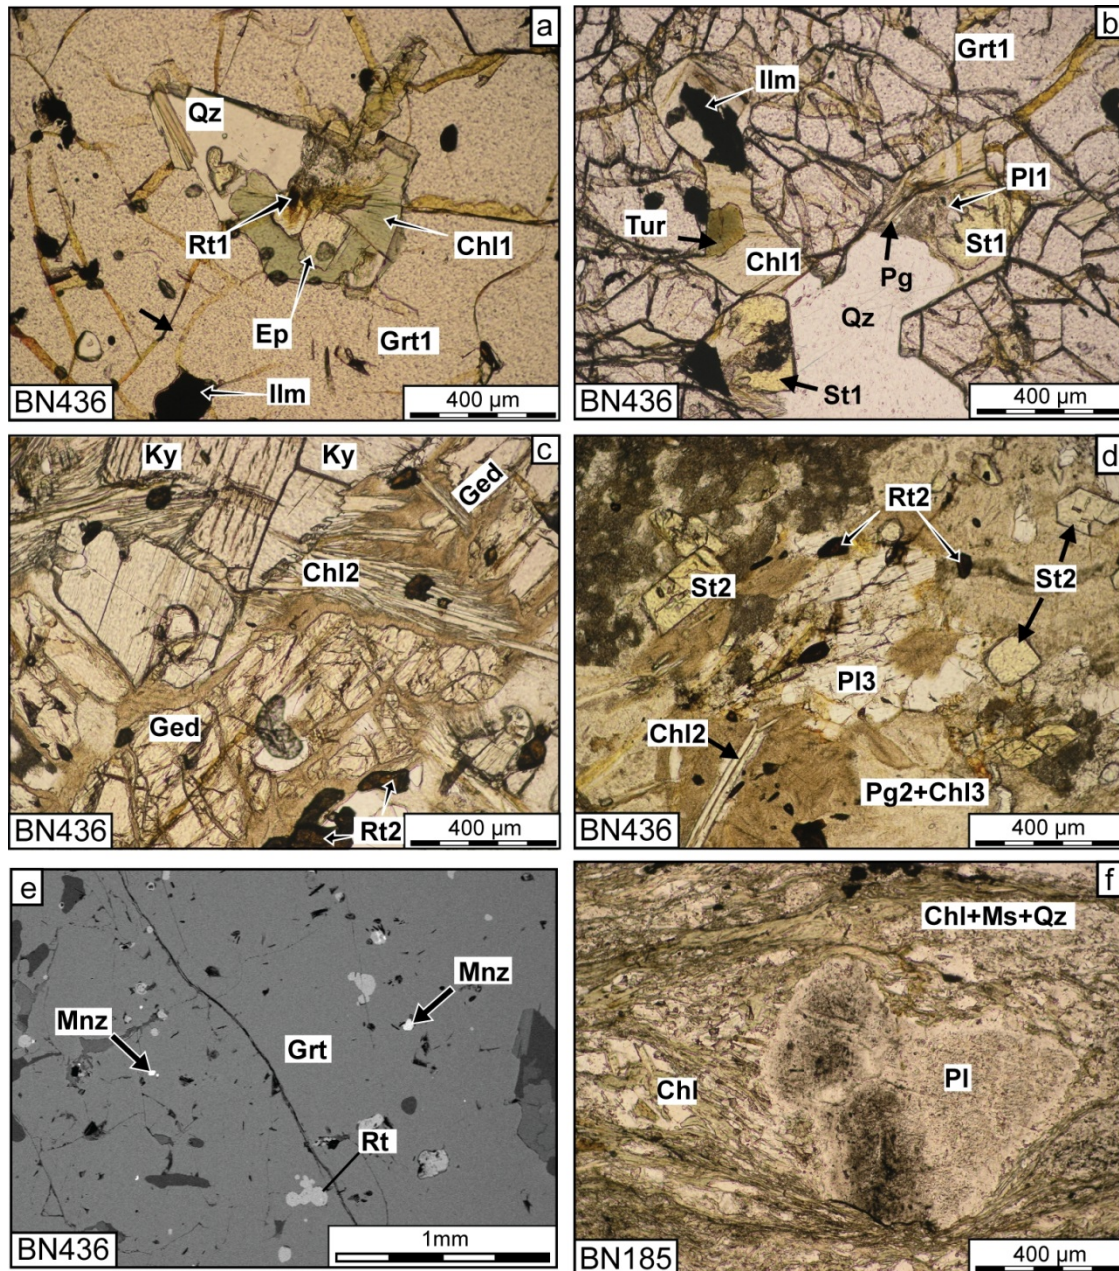 a
Qz
Rt1
Chl1
Ep
Grt1
Ilm
BN436
400 µm
b
Ilm
Grt1
Pl1
Tur
St1
Chl1
Pg
Qz
St1
BN436
400 µm
c
Ky
Ky
Ged
Chl2
Ged
Rt2
BN436
400 µm
d
Rt2
St2
St2
Pl3
Chl2
Pg2+Chl3
BN436
400 µm
e
Mnz
Mnz
Grt
Rt
BN436
1mm
f
Chl+Ms+Qz
Pl
Chl
BN185
400 µm